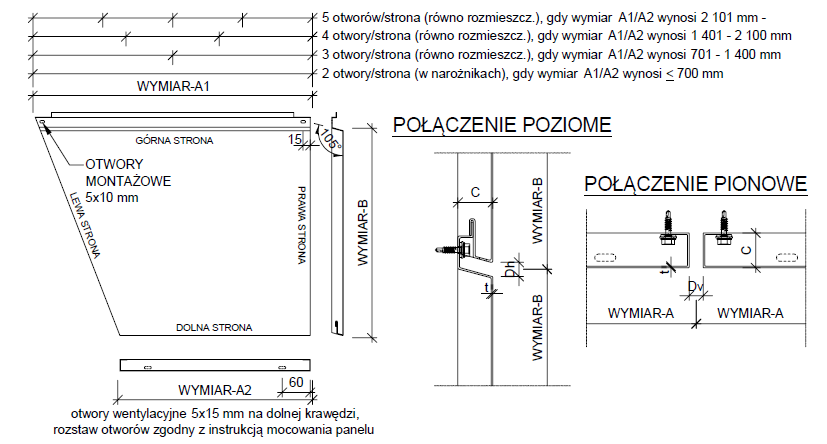 5 otworów/strona (równo rozmieszcz.), gdy wymiar A1/A2 wynosi 2 101 mm -
4 otwory/strona (równo rozmieszcz.), gdy wymiar A1/A2 wynosi 1 401 - 2 100 mm
3 otwory/strona (równo rozmieszcz.), gdy wymiar A1/A2 wynosi 701 - 1 400 mm
2 otwory/strona (w narożnikach), gdy wymiar A1/A2 wynosi ≤ 700 mm
WYMIAR-A1
GÓRNA STRONA
15
105°
OTWORY
MONTAŻOWE
5x10 mm
LEWA STRONA
PRAWA STRONA
WYMIAR-B
DOLNA STRONA
60
WYMIAR-A2
otwory wentylacyjne 5x15 mm na dolnej krawędzi,
rozstaw otworów zgodny z instrukcją mocowania panelu
POŁĄCZENIE POZIOME
C
WYMIAR-B
Dh
t
WYMIAR-B
POŁĄCZENIE PIONOWE
C
t
Dv
WYMIAR-A
WYMIAR-A